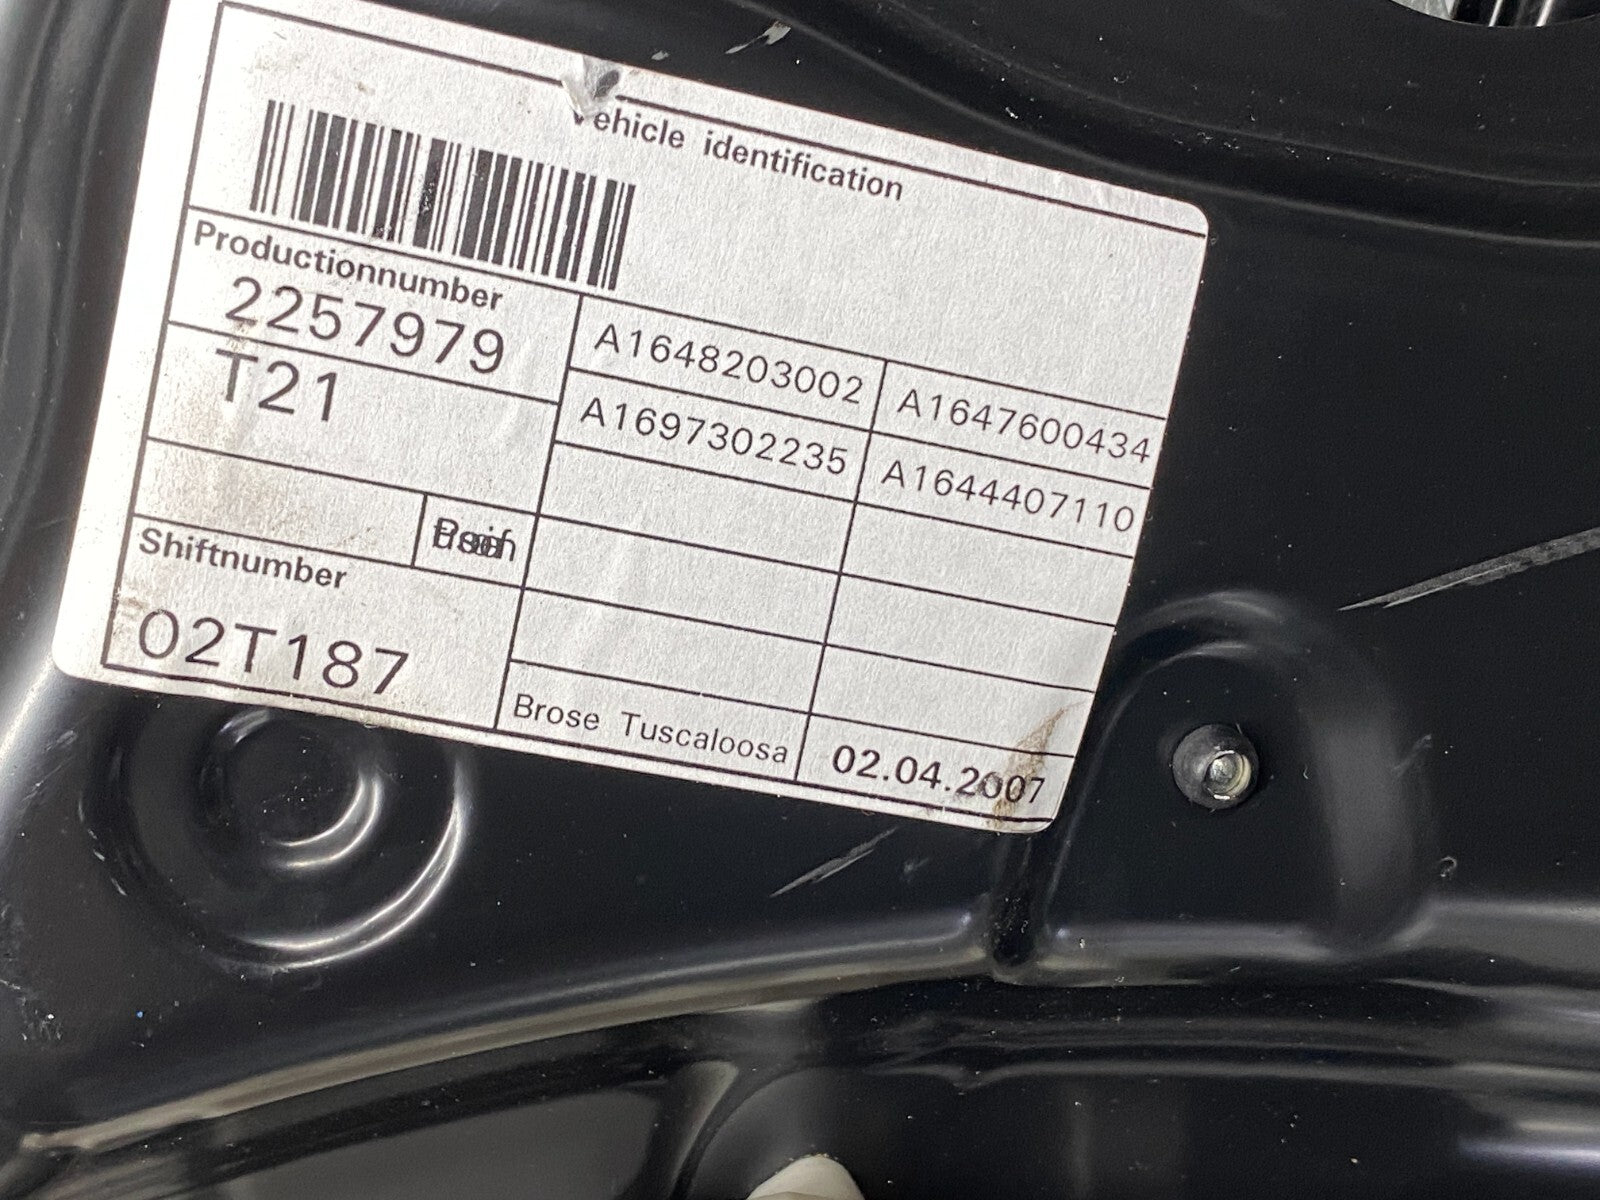 Vehicle identification
Productionnumber
2257979
T21
A1648203002
A1647600434
A1697302235
A1644407110
Shiftnumber
02T187
Brose Tuscaloosa
02.04.2007